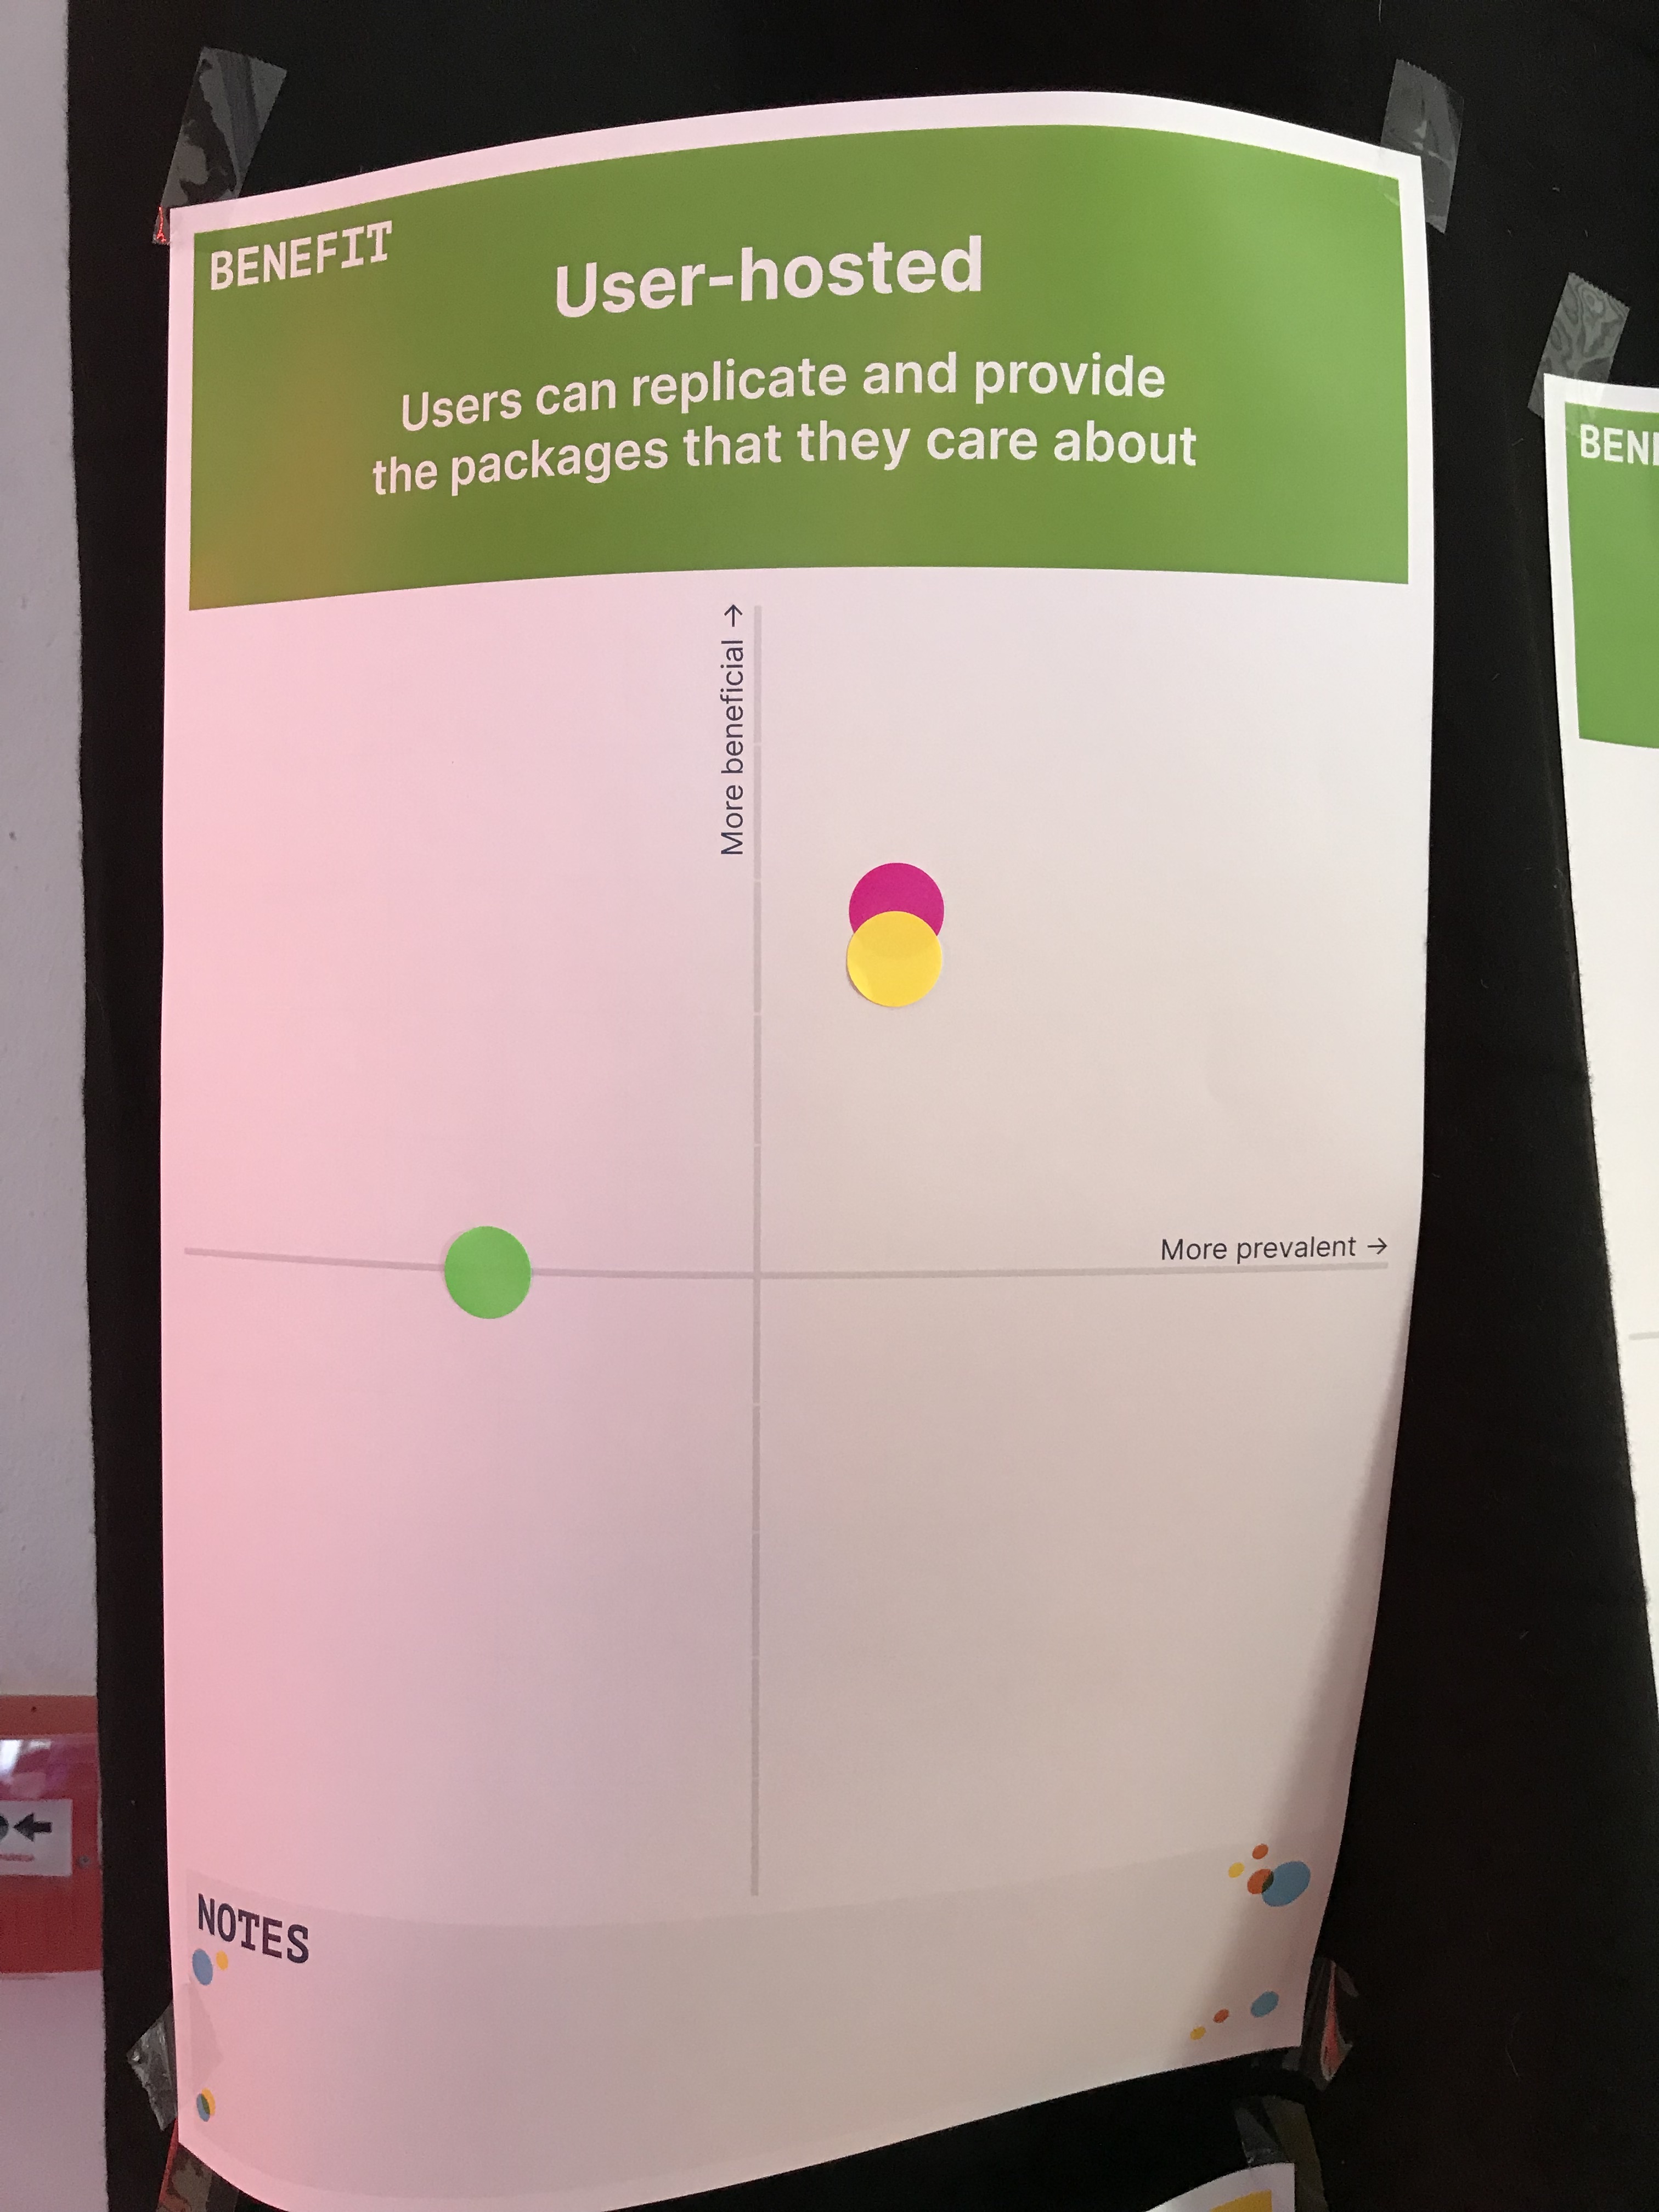 BENEFIT
User-hosted
Users can replicate and provide
the packages that they care about
More beneficial →
More prevalent →
NOTES